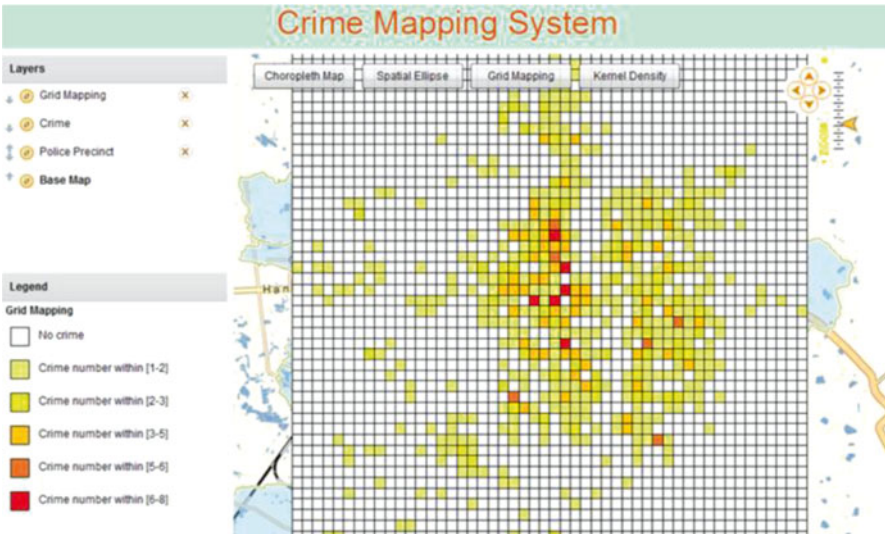 Crime Mapping System
Layers
Grid Mapping
Crime
Police Precinct
Base Map
Choropleth Map
Spatial Ellipse
Grid Mapping
Kernel Density
Legend
Grid Mapping
No crime
Crime number within [1-2]
Crime number within [2-3]
Crime number within [3-5]
Crime number within [5-6]
Crime number within [6-8]
Han